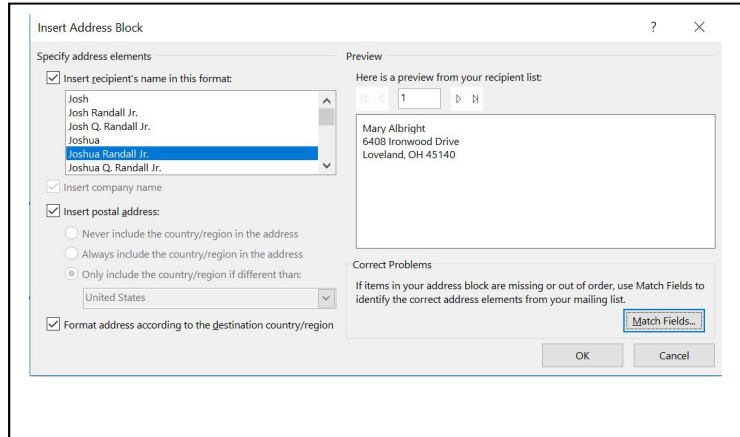 Insert Address Block
Specify address elements
Insert recipient's name in this format:
Josh
Josh Randall Jr.
Josh Q. Randall Jr.
Joshua
Joshua Randall Jr.
Joshua Q. Randall Jr.
Insert company name
Insert postal address:
Never include the country/region in the address
Always include the country/region in the address
Only include the country/region if different than:
United States
Format address according to the destination country/region
Preview
Here is a preview from your recipient list:
1
Mary Albright
6408 Ironwood Drive
Loveland, OH 45140
Correct Problems
If items in your address block are missing or out of order, use Match Fields to
identify the correct address elements from your mailing list.
Match Fields...
OK
Cancel